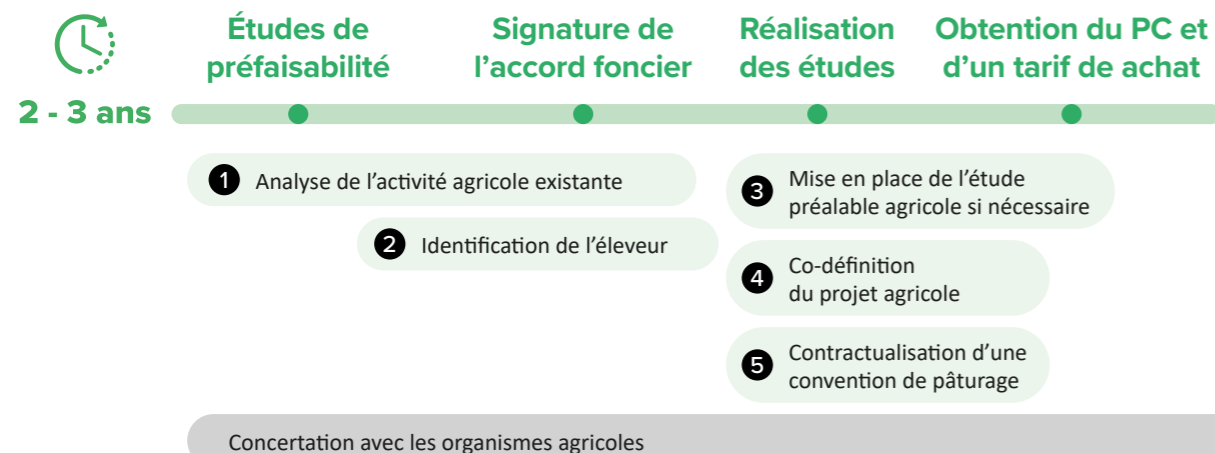 Études de
préfaisabilité
Signature de
l’accord foncier
Réalisation
des études
Obtention du PC et
d’un tarif de achat
2 - 3 ans
1 Analyse de l’activité agricole existante
2 Identification de l’éleveur
3 Mise en place de l’étude
préalable agricole si nécessaire
4 Co-définition
du projet agricole
5 Contractualisation d’une
convention de pâturage
Concertation avec les organismes agricoles